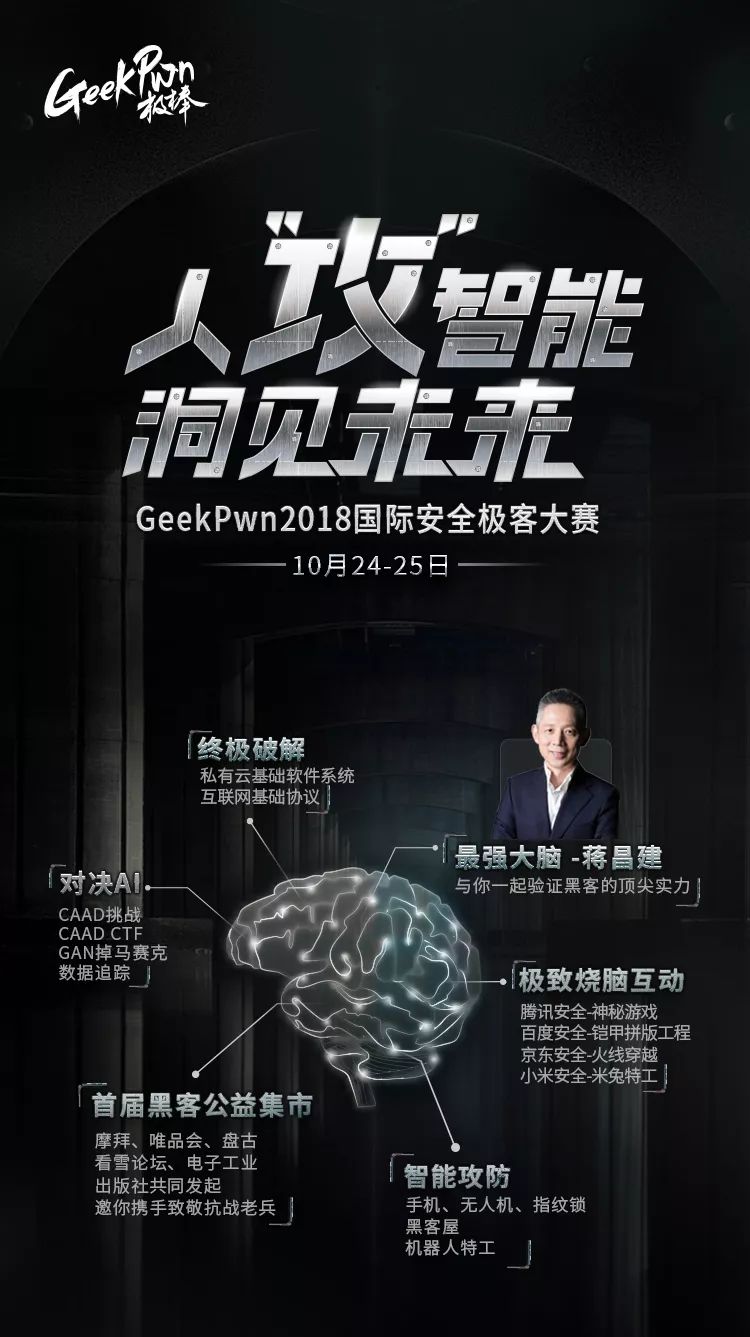 GeekPwn
极棒
人“攻”智能
洞见未来
GeekPwn2018国际安全极客大赛
10月24-25日
终极破解
私有云基础软件系统
互联网基础协议
最强大脑 -蒋昌建
与你一起验证黑客的顶尖实力
对决AI
CAAD挑战
CAAD CTF
GAN掉马赛克
数据追踪
极致烧脑互动
腾讯安全-神秘游戏
百度安全-铠甲拼版工程
京东安全-火线穿越
小米安全-米兔特工
首届黑客公益集市
摩拜、唯品会、盘古
看雪论坛、电子工业
出版社共同发起
邀你携手致敬抗战老兵
智能攻防
手机、无人机、指纹锁
黑客屋
机器人特工